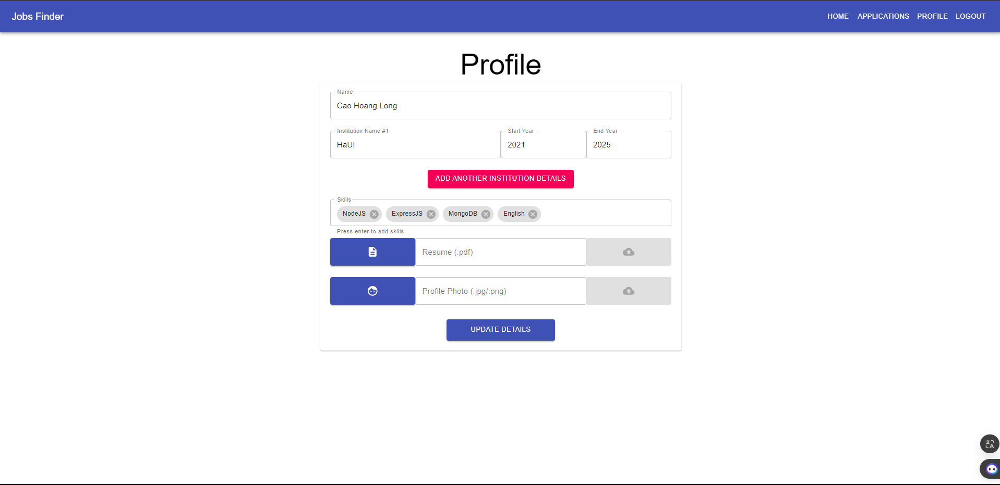 Jobs Finder HOME APPLICATIONS PROFILE LOGOUT
Profile
Name
Cao Hoang Long
Institution Name #1 Start Year End Year
HaUI 2021 2025
ADD ANOTHER INSTITUTION DETAILS
Skills
NodeJS ExpressJS MongoDB English
Press enter to add skills
Resume (.pdf)
Profile Photo (.jpg/.png)
UPDATE DETAILS